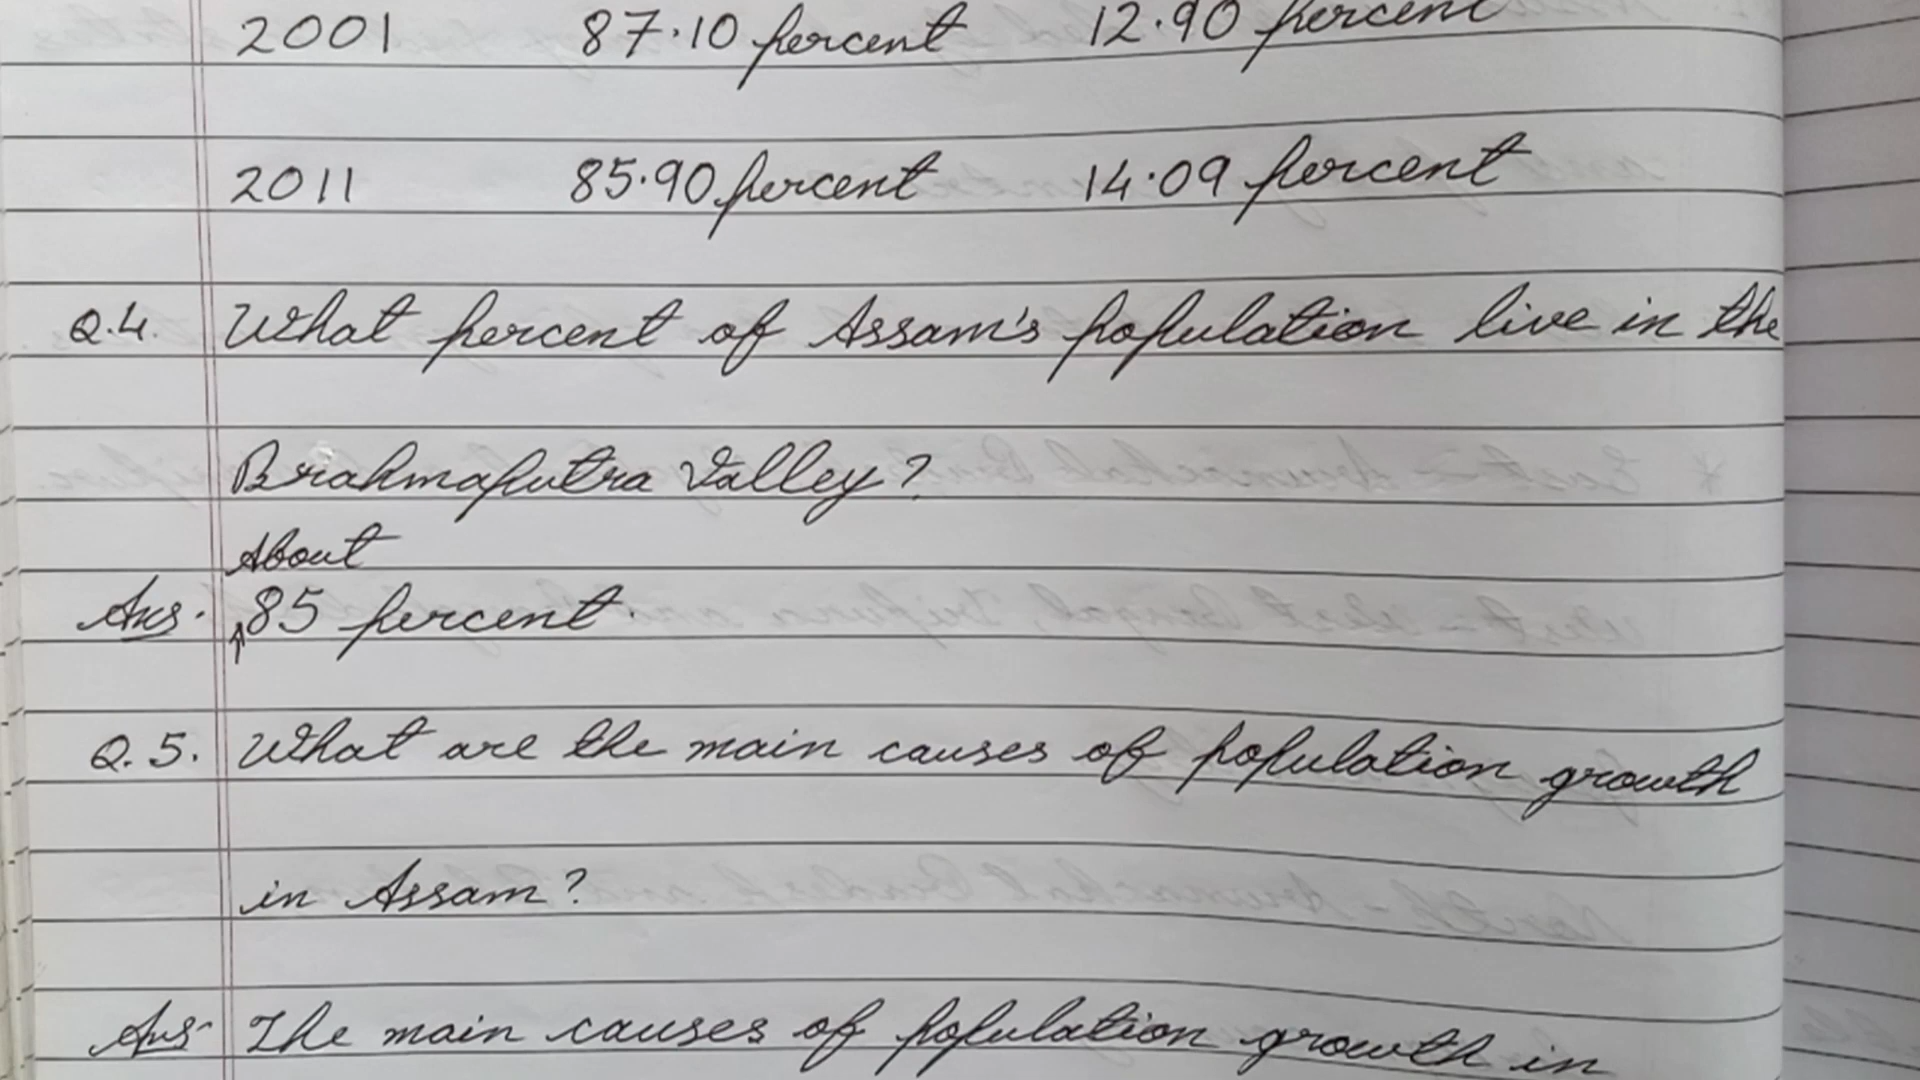 2001 87.10 percent 12.90 percent
2011 85.90 percent 14.09 percent
Q.4. What percent of Assam's population live in the
Brahmaputra Valley?
About
Ans. 85 percent.
Q.5. What are the main causes of population growth
in Assam?
Ans The main causes of population growth in